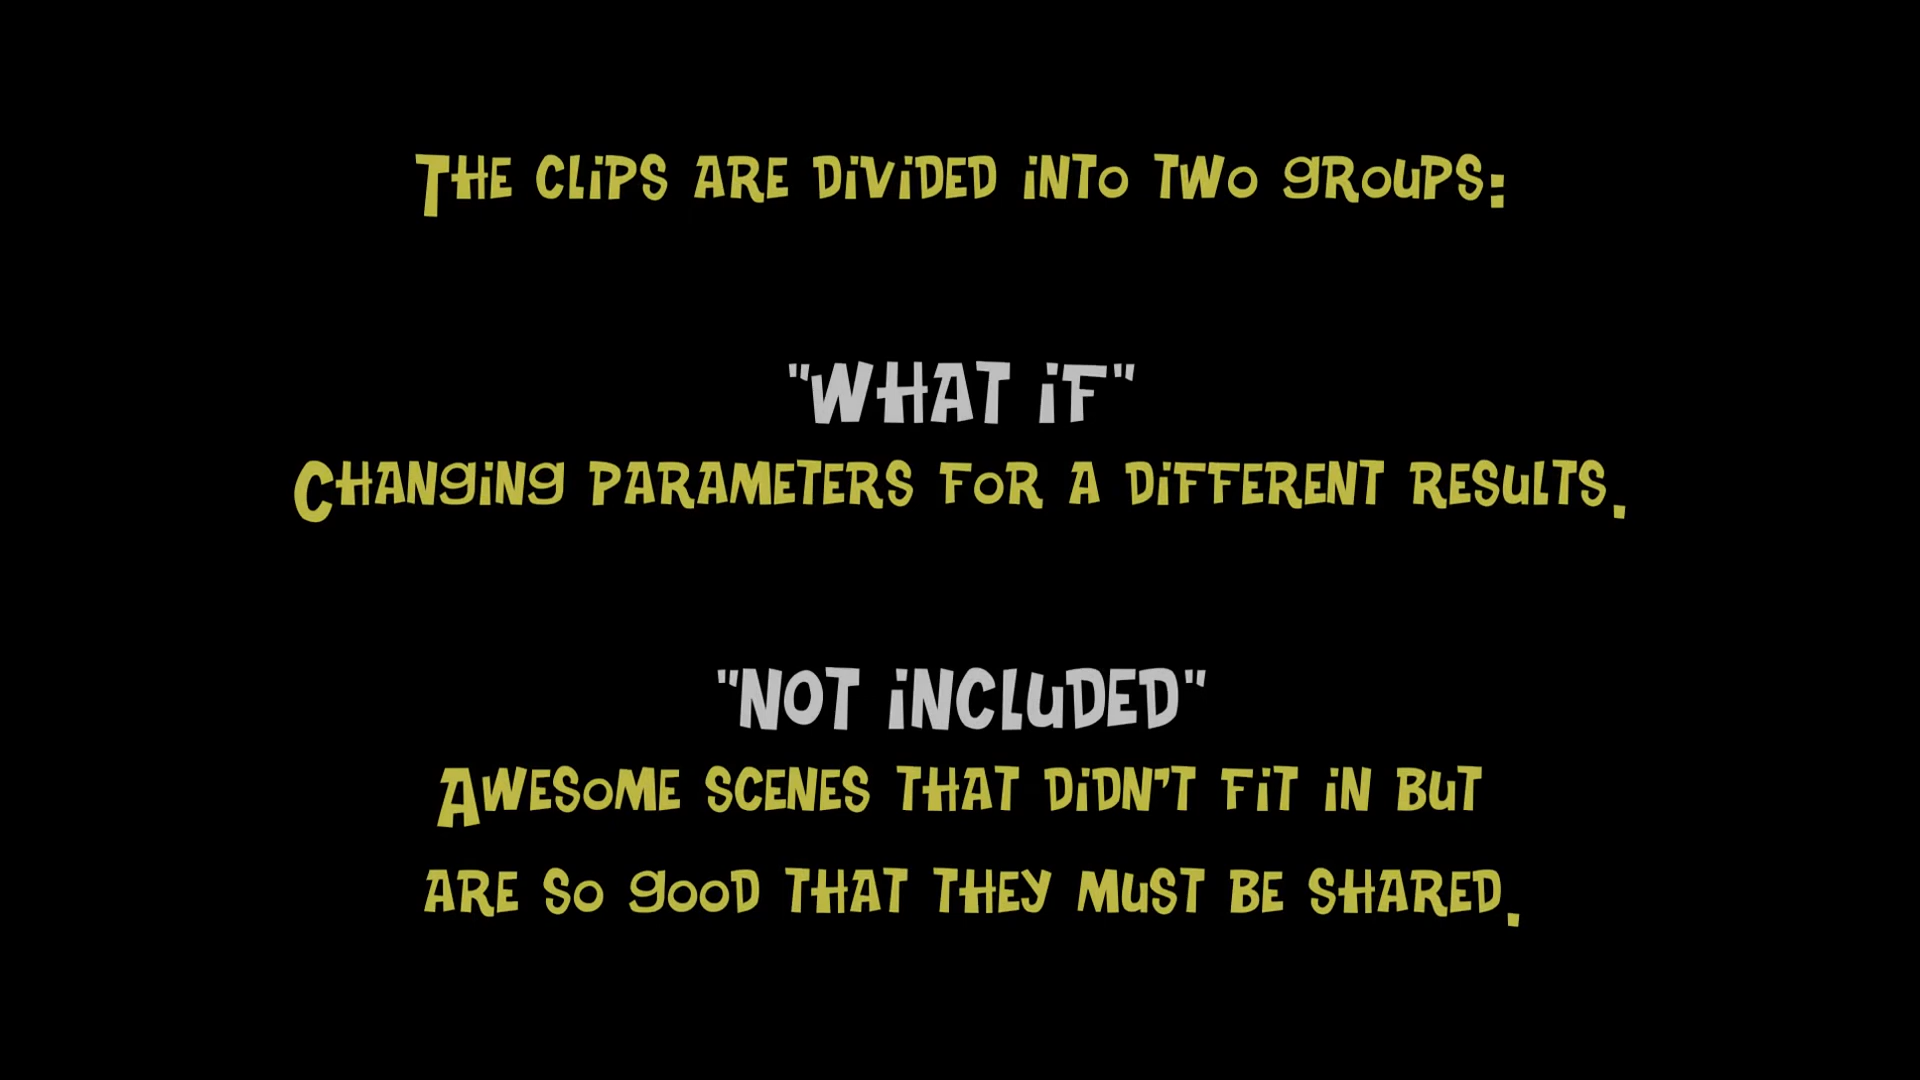 The clips are divided into two groups:
"What if"
Changing parameters for a different results.
"Not included"
Awesome scenes that didn't fit in but
are so good that they must be shared.